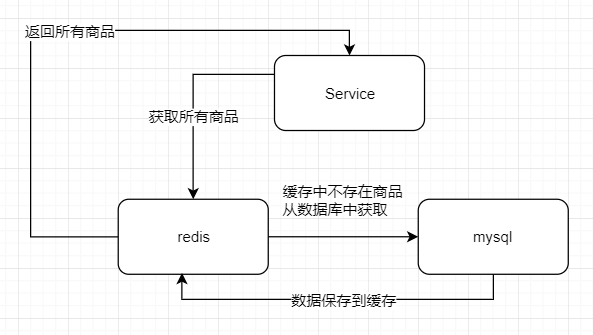 返回所有商品
Service
获取所有商品
缓存中不存在商品
从数据库中获取
redis
mysql
数据保存到缓存